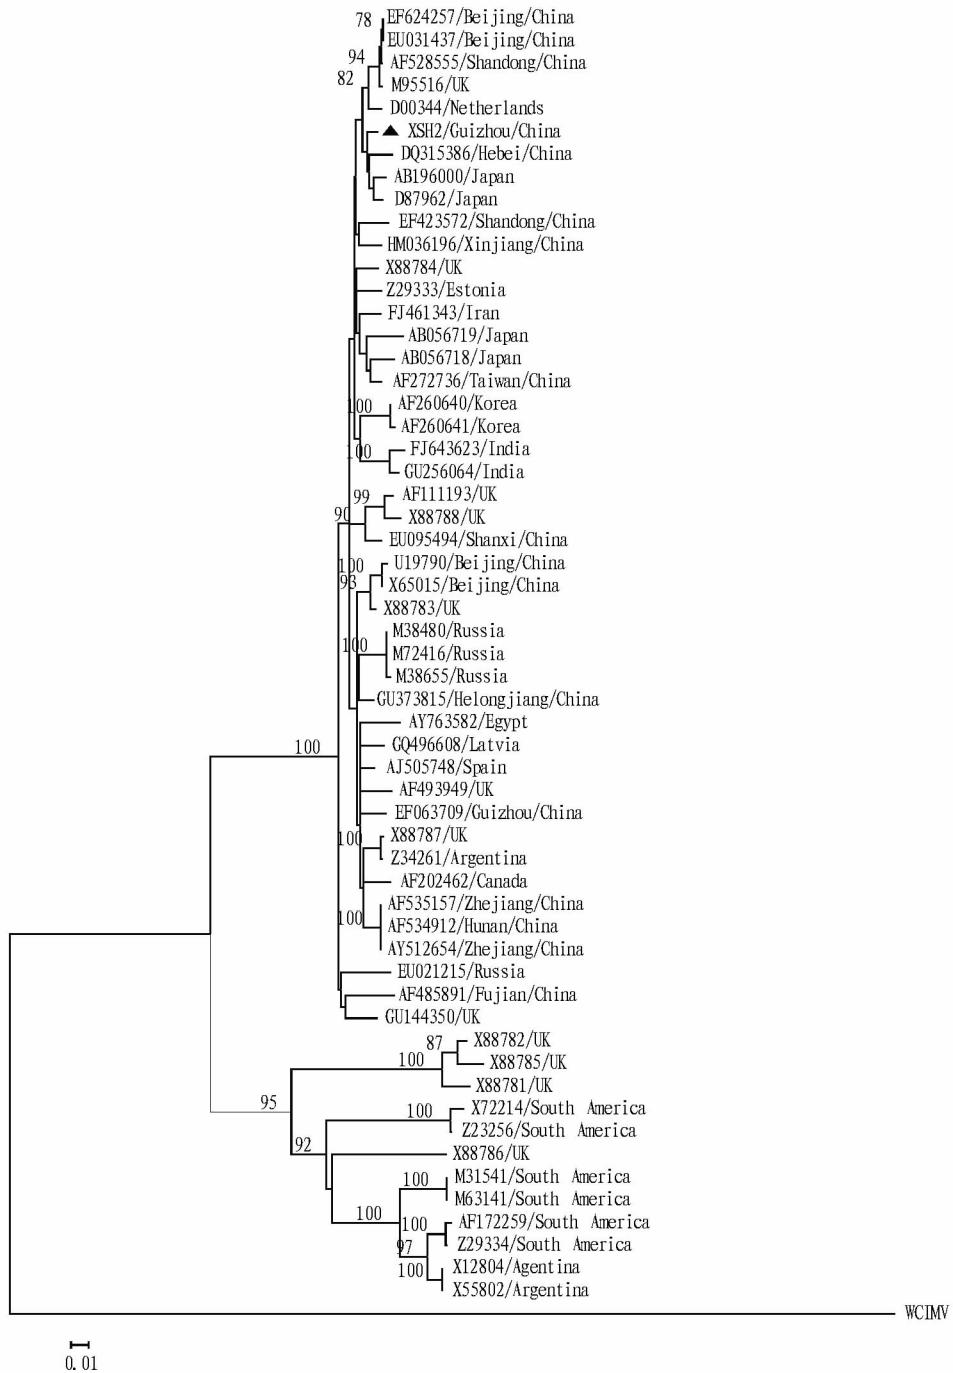 78
EF624257/Beijing/China
EU031437/Beijing/China
94
AF528555/Shandong/China
82
M95516/UK
D00344/Netherlands
XSH2/Guizhou/China
DQ315386/Hebei/China
AB196000/Japan
D87962/Japan
EF423572/Shandong/China
HM036196/Xinjiang/China
X88784/UK
Z29333/Estonia
FJ461343/Iran
AB056719/Japan
AB056718/Japan
AF272736/Taiwan/China
100
AF260640/Korea
AF260641/Korea
100
FJ643623/India
GU256064/India
99
AF111193/UK
90
X88788/UK
EU095494/Shanxi/China
100
U19790/Beijing/China
93
X65015/Beijing/China
X88783/UK
M38480/Russia
100
M72416/Russia
M38655/Russia
GU373815/Helongjiang/China
AY763582/Egypt
100
GQ496608/Latvia
AJ505748/Spain
AF493949/UK
EF063709/Guizhou/China
100
X88787/UK
Z34261/Argentina
AF202462/Canada
AF535157/Zhejiang/China
100
AF534912/Hunan/China
AY512654/Zhejiang/China
EU021215/Russia
AF485891/Fujian/China
GU144350/UK
87
X88782/UK
100
X88785/UK
X88781/UK
95
100
X72214/South America
Z23256/South America
92
X88786/UK
100
M31541/South America
M63141/South America
100
100
AF172259/South America
97
Z29334/South America
100
X12804/Agentina
X55802/Argentina
WClMV
0.01